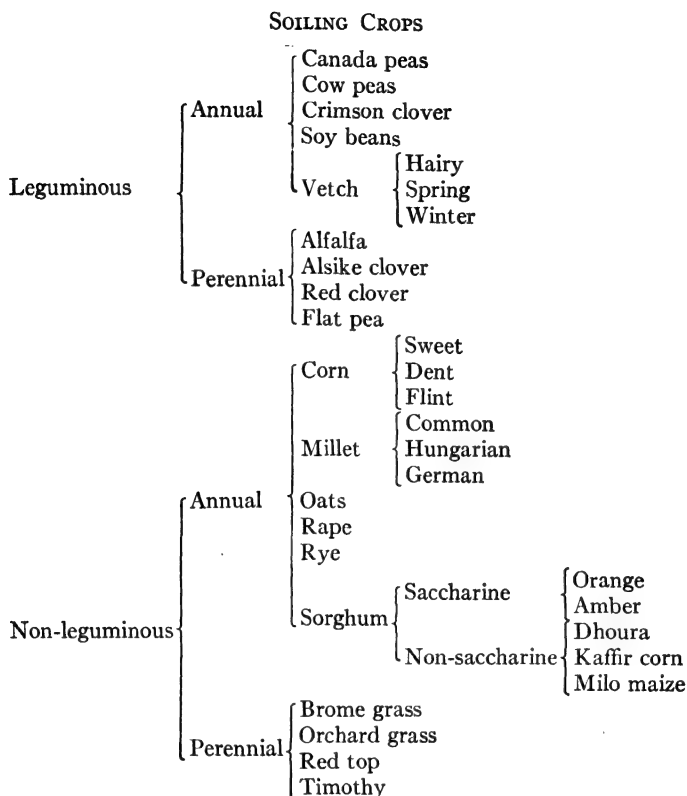 SOILING CROPS
Leguminous
Annual
Canada peas
Cow peas
Crimson clover
Soy beans
Vetch
Hairy
Spring
Winter
Perennial
Alfalfa
Alsike clover
Red clover
Flat pea
Non-leguminous
Annual
Corn
Sweet
Dent
Flint
Millet
Common
Hungarian
German
Oats
Rape
Rye
Sorghum
Saccharine
Orange
Amber
Non-saccharine
Dhoura
Kaffir corn
Milo maize
Perennial
Brome grass
Orchard grass
Red top
Timothy